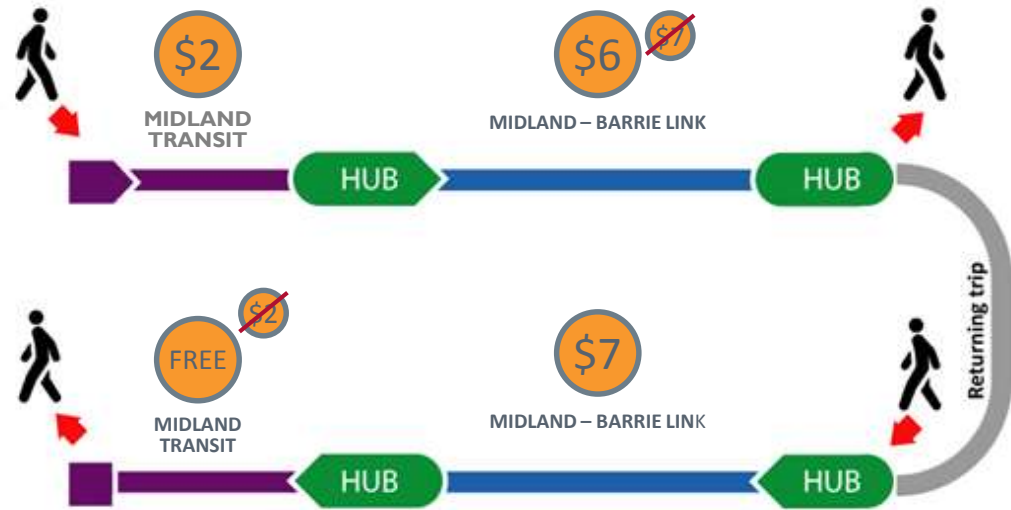 $2
$6
$7
MIDLAND
TRANSIT
MIDLAND – BARRIE LINK
HUB
HUB
Returning trip
FREE
$2
$7
MIDLAND
TRANSIT
MIDLAND – BARRIE LINK
HUB
HUB